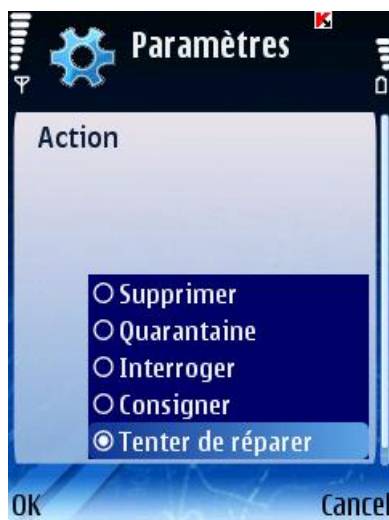 Paramètres
Action
Supprimer
Quarantaine
Interroger
Consigner
Tenter de réparer
OK Cancel